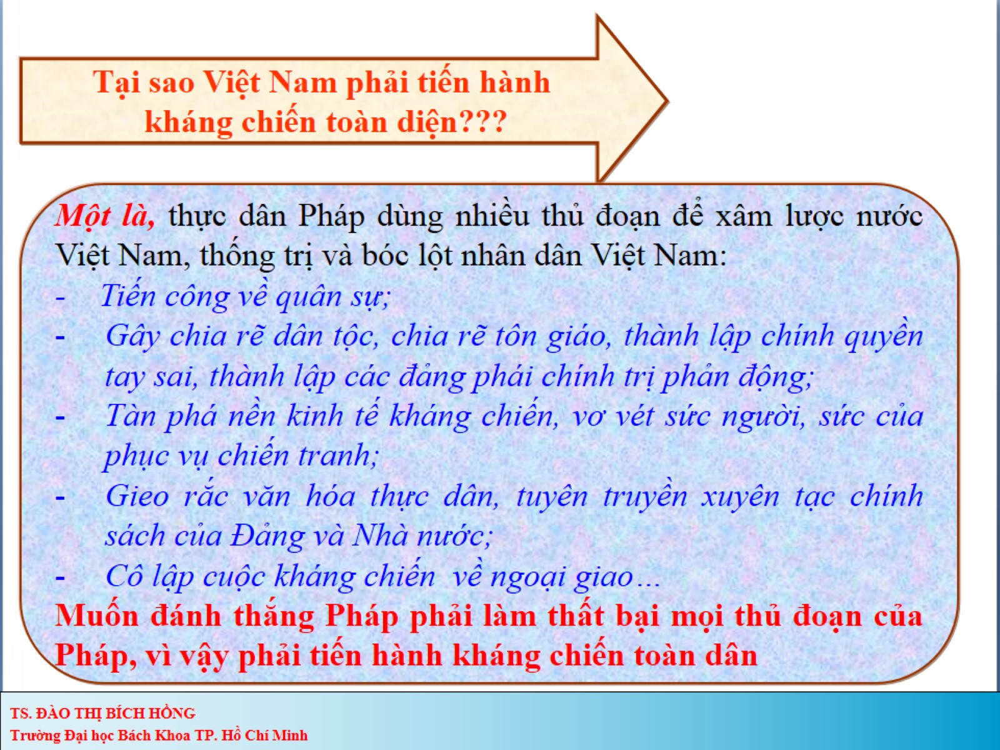 Tại sao Việt Nam phải tiến hành
kháng chiến toàn diện???
Một là, thực dân Pháp dùng nhiều thủ đoạn để xâm lược nước
Việt Nam, thống trị và bóc lột nhân dân Việt Nam:
- Tiến công về quân sự;
- Gây chia rẽ dân tộc, chia rẽ tôn giáo, thành lập chính quyền
tay sai, thành lập các đảng phái chính trị phản động;
- Tàn phá nền kinh tế kháng chiến, vơ vét sức người, sức của
phục vụ chiến tranh;
- Gieo rắc văn hóa thực dân, tuyên truyền xuyên tạc chính
sách của Đảng và Nhà nước;
- Cô lập cuộc kháng chiến về ngoại giao…
Muốn đánh thắng Pháp phải làm thất bại mọi thủ đoạn của
Pháp, vì vậy phải tiến hành kháng chiến toàn dân
TS. ĐÀO THỊ BÍCH HỒNG
Trường Đại học Bách Khoa TP. Hồ Chí Minh